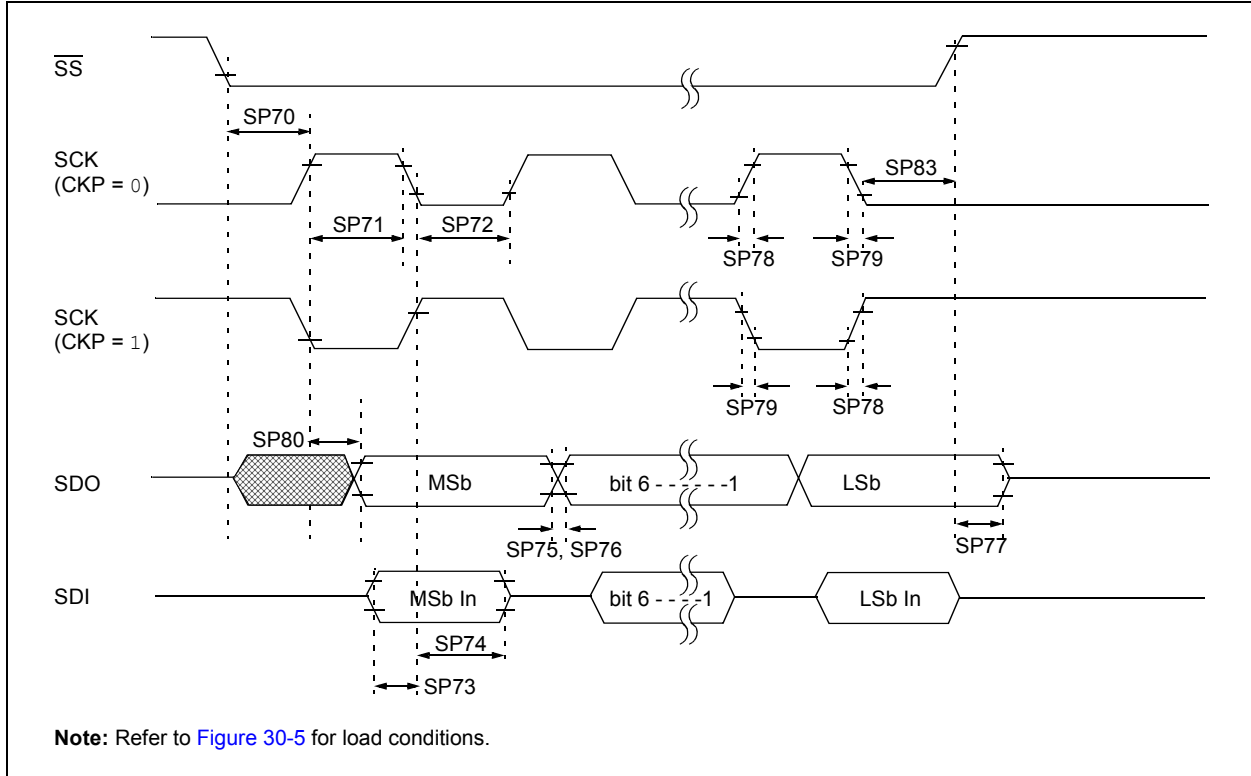 SS
SP70
SCK
(CKP = 0)
SP83
SP71
SP72
SP78
SP79
SCK
(CKP = 1)
SP79
SP78
SP80
SDO
MSb
bit 6 - - - - - -1
LSb
SP75, SP76
SP77
SDI
MSb In
bit 6 - - - -1
LSb In
SP74
SP73
Note: Refer to Figure 30-5 for load conditions.